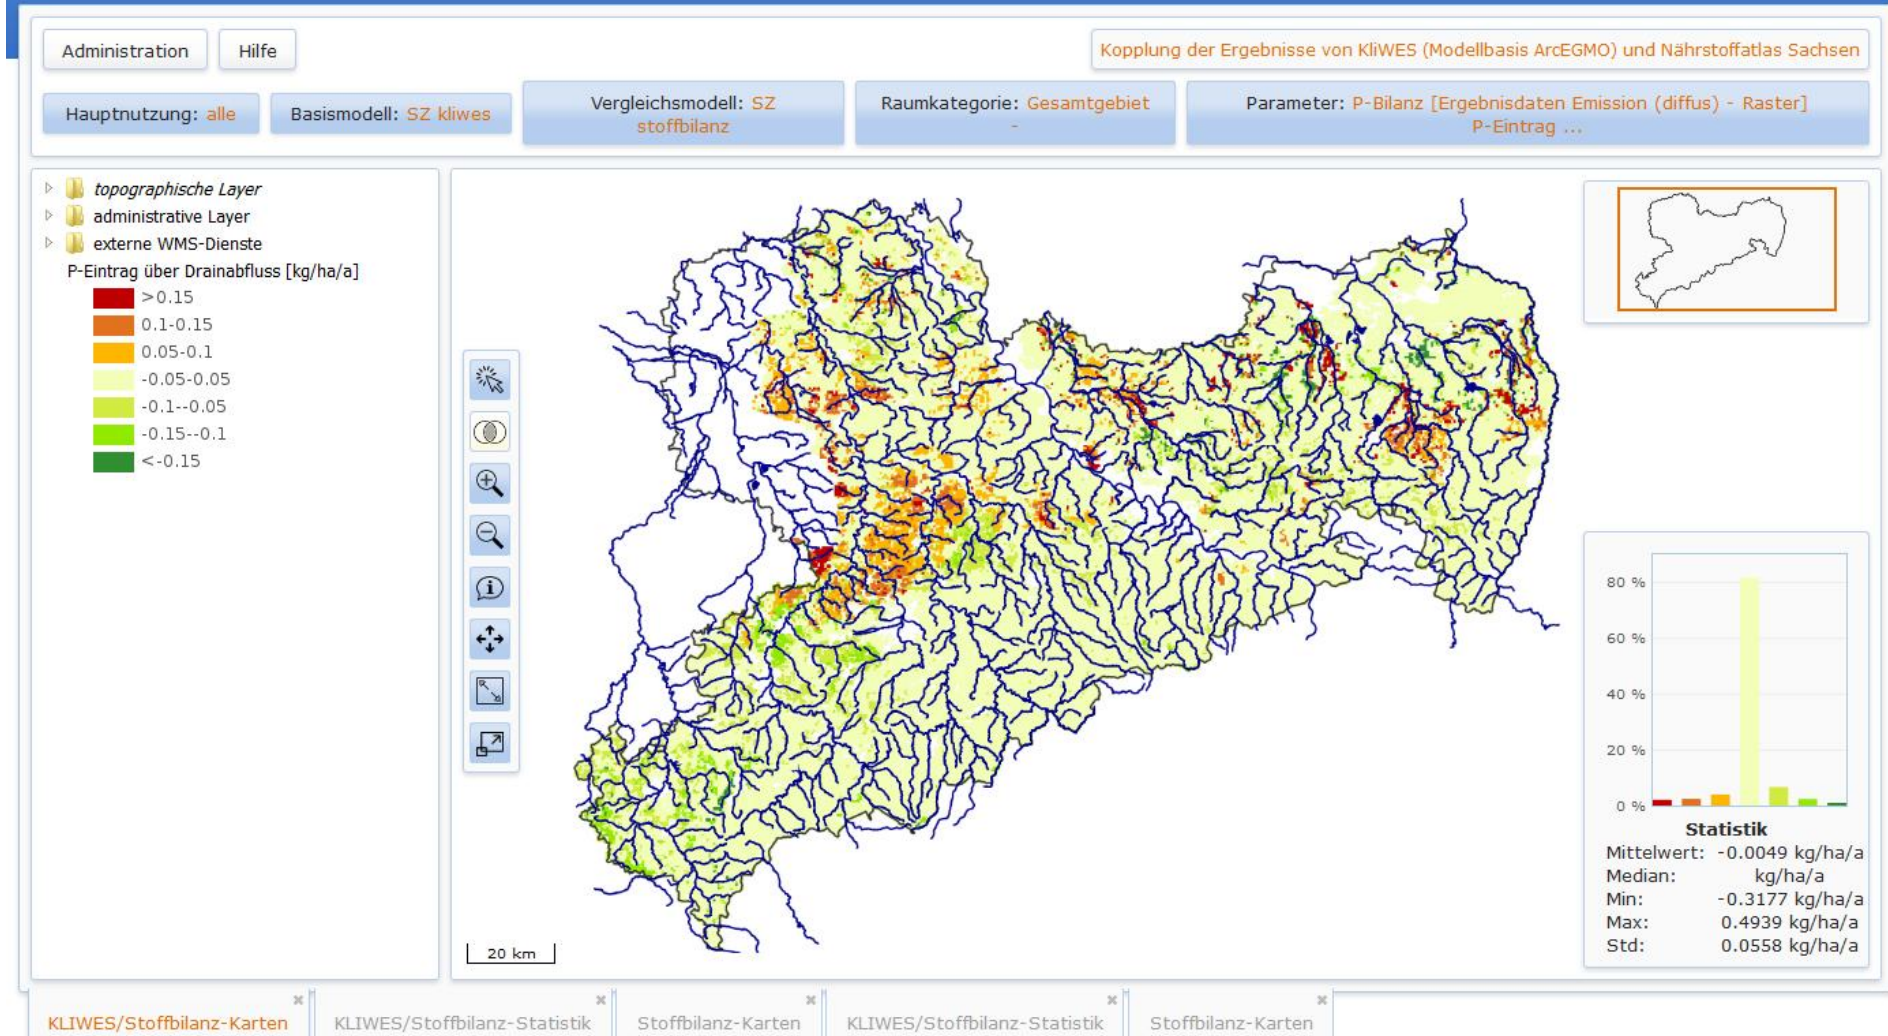 Administration
Hilfe
Kopplung der Ergebnisse von KliWES (Modellbasis ArcEGMO) und Nährstoffatlas Sachsen
Hauptnutzung: alle
Basismodell: SZ kliwes
Vergleichsmodell: SZ
stoffbilanz
Raumkategorie: Gesamtgebiet
-
Parameter: P-Bilanz [Ergebnisdaten Emission (diffus) - Raster]
P-Eintrag ...
topographische Layer
administrative Layer
externe WMS-Dienste
P-Eintrag über Drainabfluss [kg/ha/a]
>0.15
0.1-0.15
0.05-0.1
-0.05-0.05
-0.1--0.05
-0.15--0.1
<-0.15
20 km
80 %
60 %
40 %
20 %
0 %
Statistik
Mittelwert: -0.0049 kg/ha/a
Median: kg/ha/a
Min: -0.3177 kg/ha/a
Max: 0.4939 kg/ha/a
Std: 0.0558 kg/ha/a
KLIWES/Stoffbilanz-Karten
KLIWES/Stoffbilanz-Statistik
Stoffbilanz-Karten
KLIWES/Stoffbilanz-Statistik
Stoffbilanz-Karten